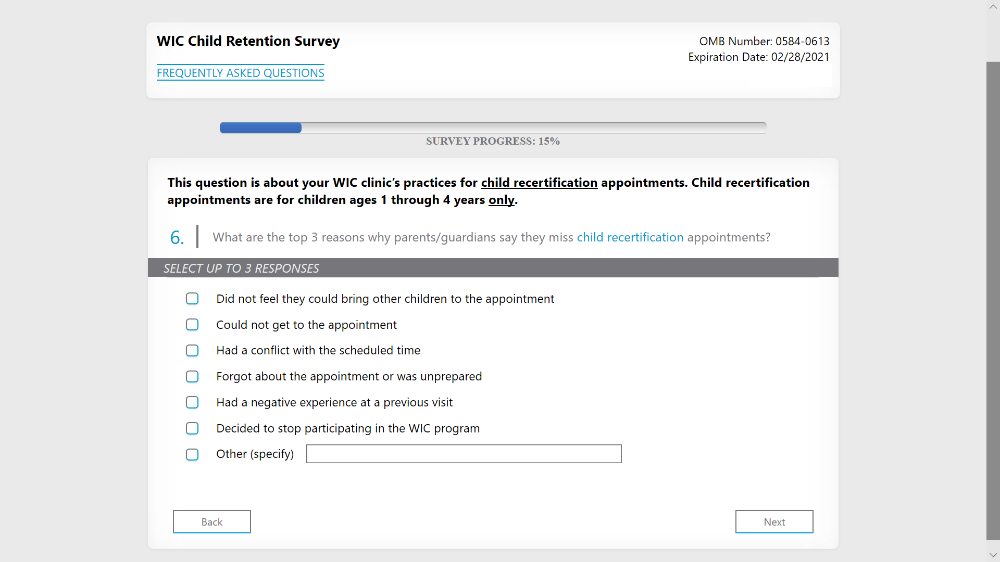 WIC Child Retention Survey
OMB Number: 0584-0613
Expiration Date: 02/28/2021
FREQUENTLY ASKED QUESTIONS
SURVEY PROGRESS: 15%
This question is about your WIC clinic’s practices for child recertification appointments. Child recertification
appointments are for children ages 1 through 4 years only.
6. What are the top 3 reasons why parents/guardians say they miss child recertification appointments?
SELECT UP TO 3 RESPONSES
Did not feel they could bring other children to the appointment
Could not get to the appointment
Had a conflict with the scheduled time
Forgot about the appointment or was unprepared
Had a negative experience at a previous visit
Decided to stop participating in the WIC program
Other (specify)
Back
Next